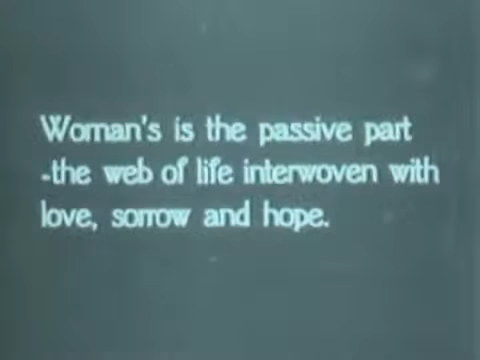 Woman's is the passive part
-the web of life interwoven with
love, sorrow and hope.